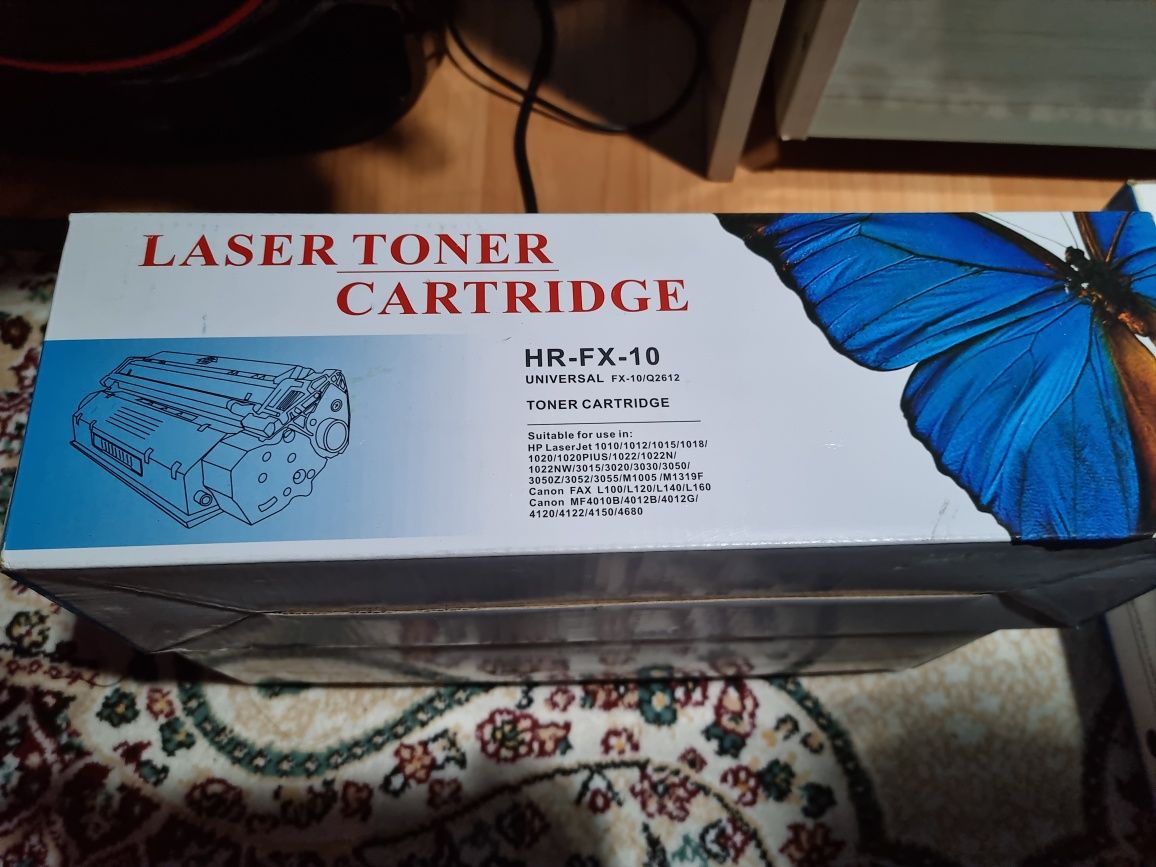 LASER TONER
CARTRIDGE
HR-FX-10
UNIVERSAL FX-10/Q2612
TONER CARTRIDGE
Suitable for use in:
HP LaserJet 1010/1012/1015/1018/
1020/1020PIUS/1022/1022N/
1022NW/3015/3020/3030/3050/
3050Z/3052/3055/M1005 /M1319F
Canon FAX L100/L120/L140/L160
Canon MF4010B/4012B/4012G/
4120/4122/4150/4680